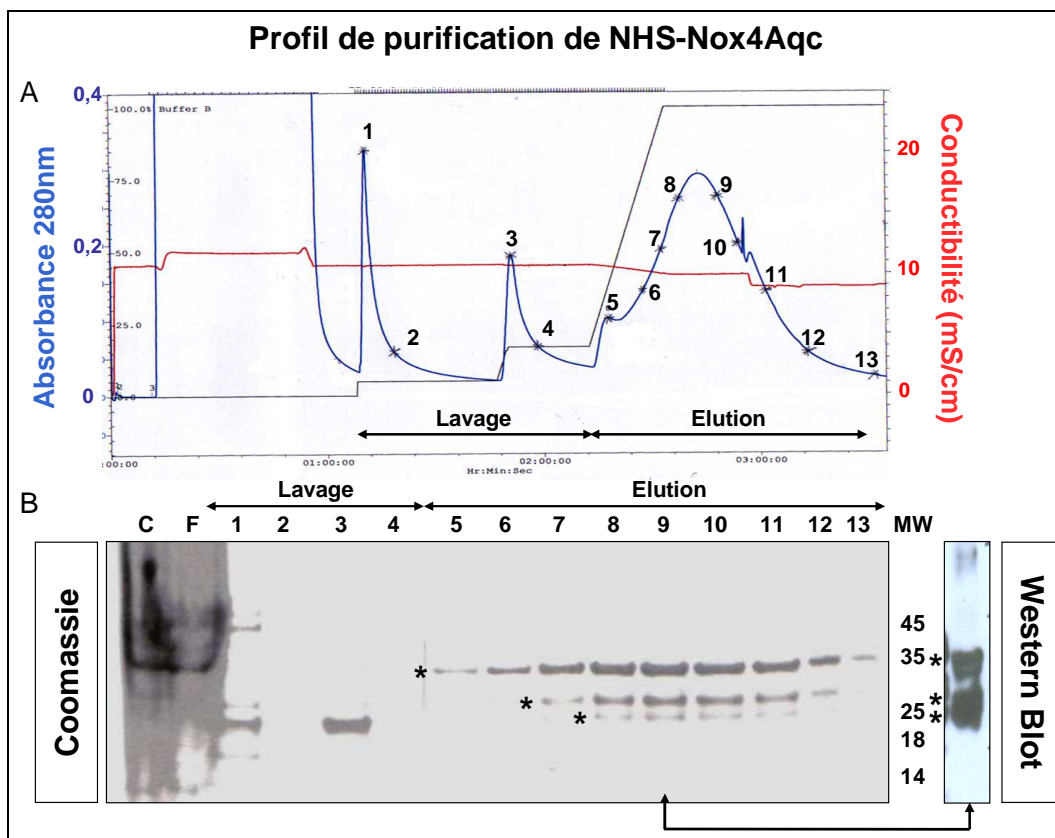 Profil de purification de NHS-Nox4Aqc
A
Absorbance 280nm
0,4
0,2
0
100.0% Buffer B
75.0
50.0
25.0
0.0
2 3
1
2
3
4
5
6
7
8
9
10
11
12
13
20
10
0
Conductibilité (mS/cm)
Lavage
Elution
:00:00
01:00:00
02:00:00
03:00:00
Hr:Min:Sec
B
Lavage
Elution
C F 1 2 3 4 5 6 7 8 9 10 11 12 13 MW
Coomassie
* * *
45
35
25
18
14
* * *
Western Blot